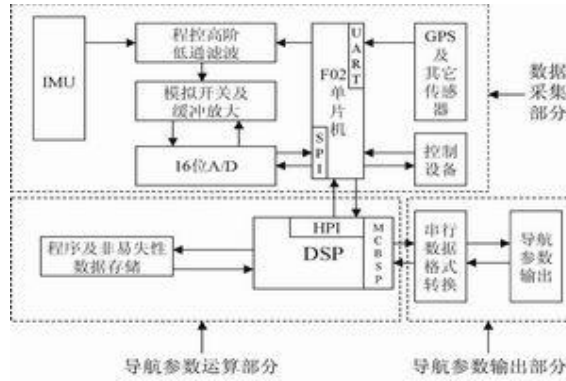 IMU
程控高阶
低通滤波
模拟开关及
缓冲放大
16位A/D
F02
单
片
机
UART
SPI
GPS
及
其它
传感
器
控制
设备
数据
采集
部分
程序及非易失性
数据存储
HPI
DSP
MCBSP
串行
数据
格式
转换
导航
参数
输出
导航参数运算部分
导航参数输出部分